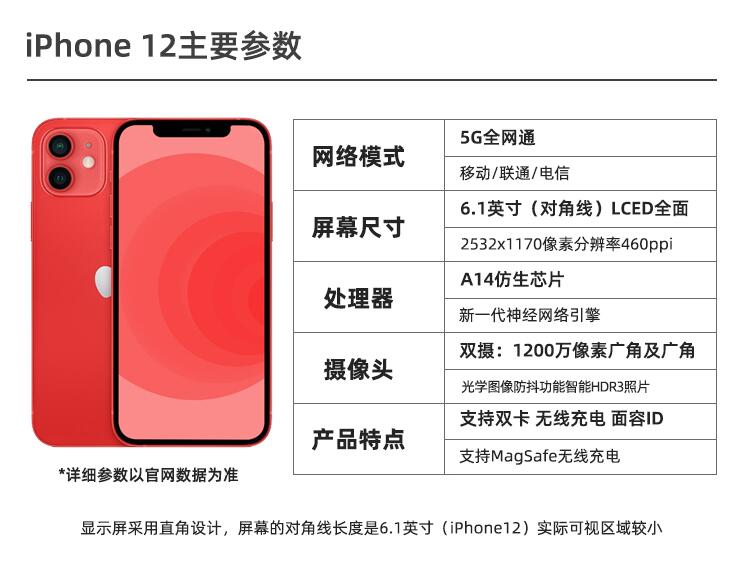 iPhone 12主要参数
网络模式
5G全网通
移动/联通/电信
屏幕尺寸
6.1英寸（对角线）LCED全面
2532x1170像素分辨率460ppi
处理器
A14仿生芯片
新一代神经网络引擎
摄像头
双摄：1200万像素广角及广角
光学图像防抖功能智能HDR3照片
产品特点
支持双卡 无线充电 面容ID
支持MagSafe无线充电
*详细参数以官网数据为准
显示屏采用直角设计，屏幕的对角线长度是6.1英寸（iPhone12）实际可视区域较小